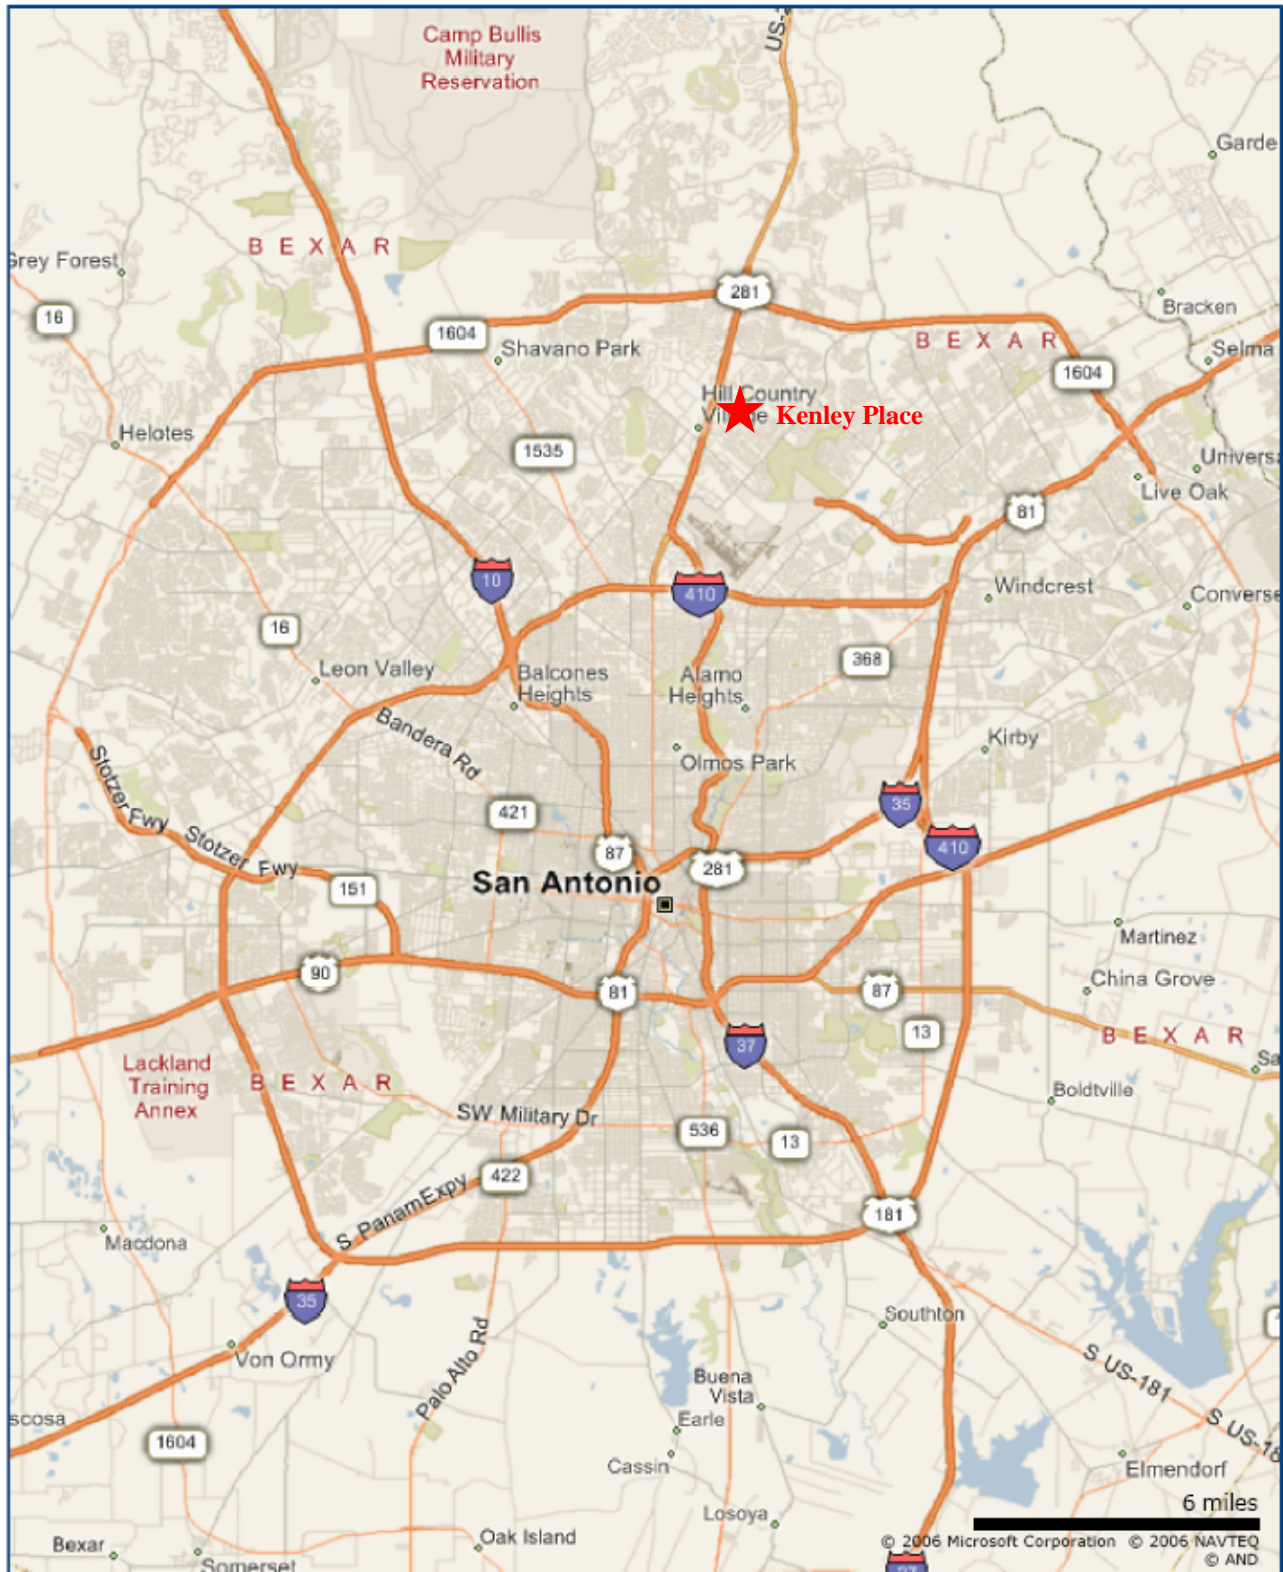 Camp Bullis
Military
Reservation
US-
Garde
BEXAR
Grey Forest
281
Bracken
16
1604
BEXAR
Shavano Park
Selma
1604
Hill Country
Village
Kenley Place
Helotes
1535
Universa
Live Oak
81
10
410
Windcrest
Converse
16
368
Leon Valley
Balcones
Heights
Alamo
Heights
Bandera Rd
Kirby
Olmos Park
Stotzer Fwy
421
35
Stotzer Fwy
87
410
281
San Antonio
151
Martinez
90
China Grove
81
87
13
37
BEXAR
Lackland
Training
Annex
Sa
BEXAR
Boldtville
SW Military Dr
536
13
422
S PanamExpy
181
Macdona
35
Southton
Von Ormy
Palo Alto Rd
S US-181
Buena
Vista
scosa
Earle
S US-18
1604
Cassin
Elmendorf
6 miles
Losoya
Oak Island
© 2006 Microsoft Corporation © 2006 NAVTEQ
© AND
Bexar
Somerset
37